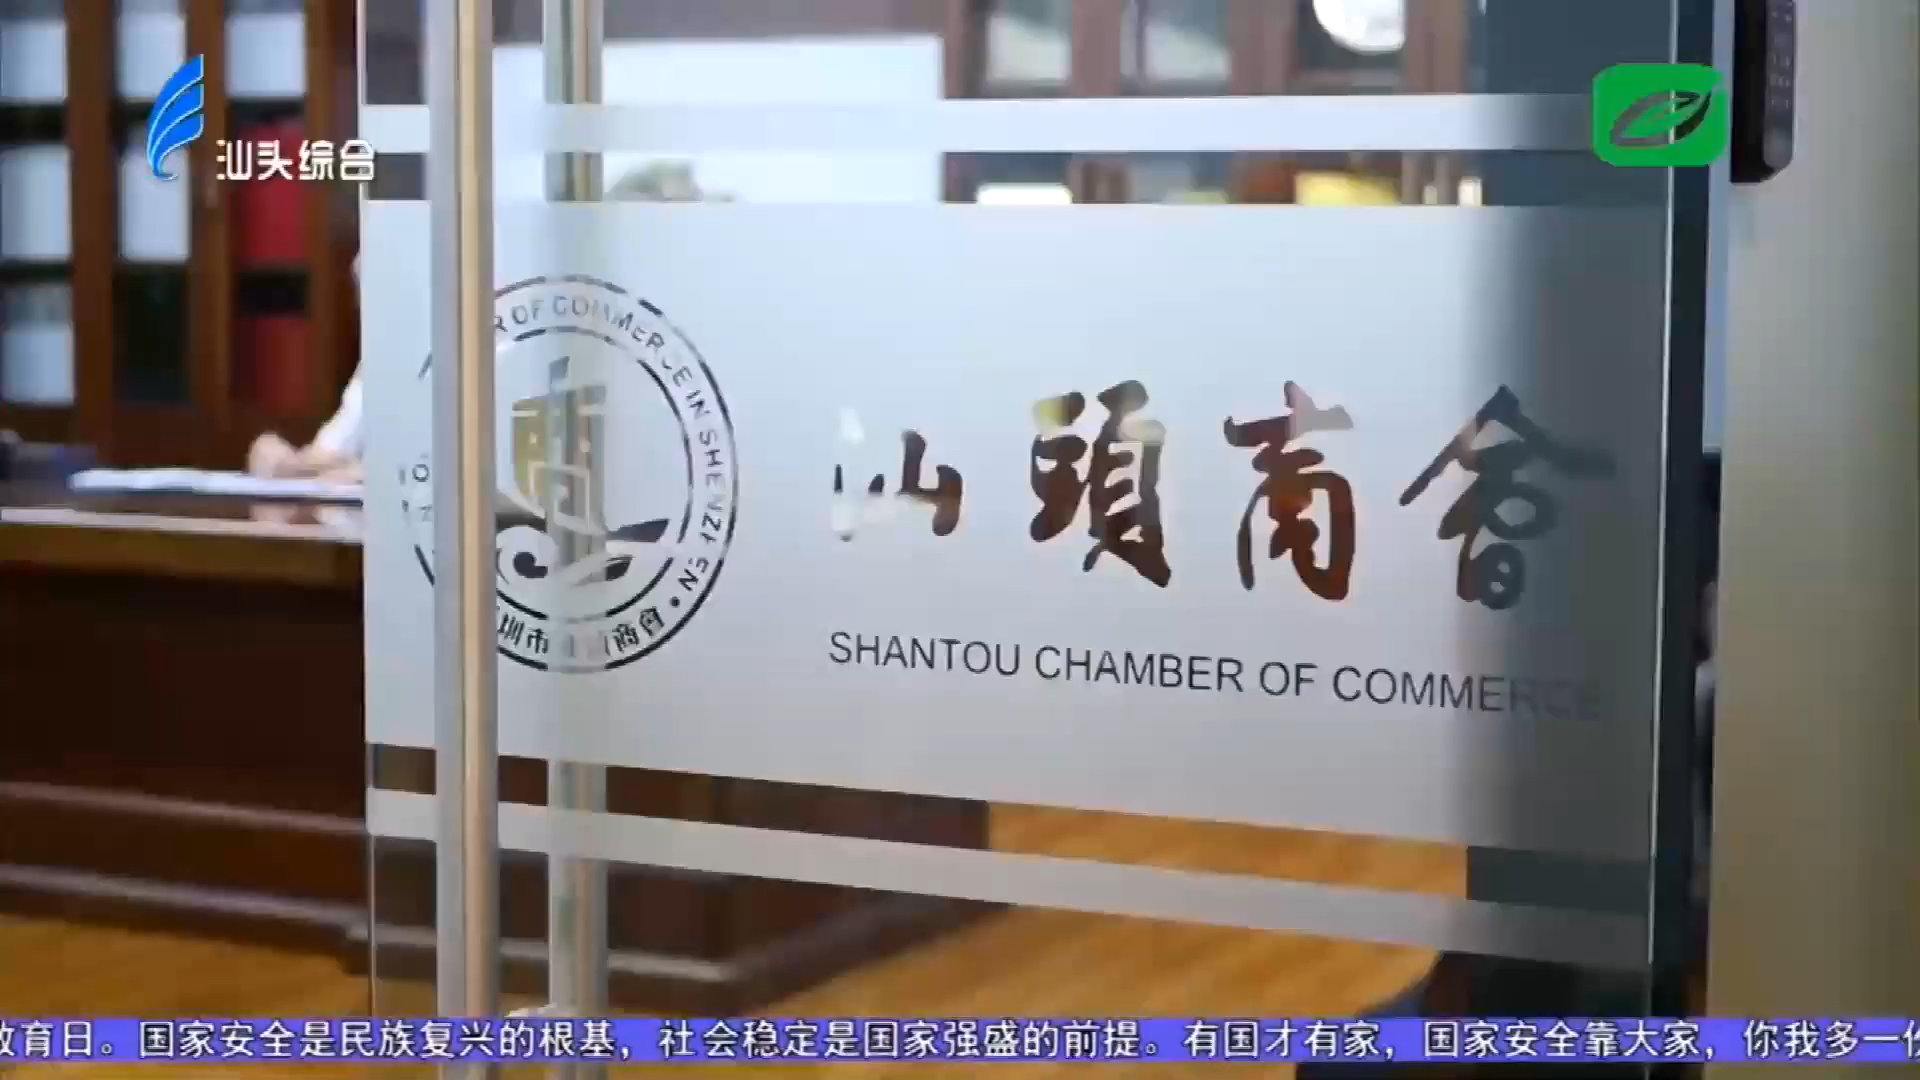 汕头综合
OF COMMERCE IN SHENZHEN
圳市
商會
汕頭商會
SHANTOU CHAMBER OF COMMERCE
育日。国家安全是民族复兴的根基，社会稳定是国家强盛的前提。有国才有家，国家安全靠大家，你我多一